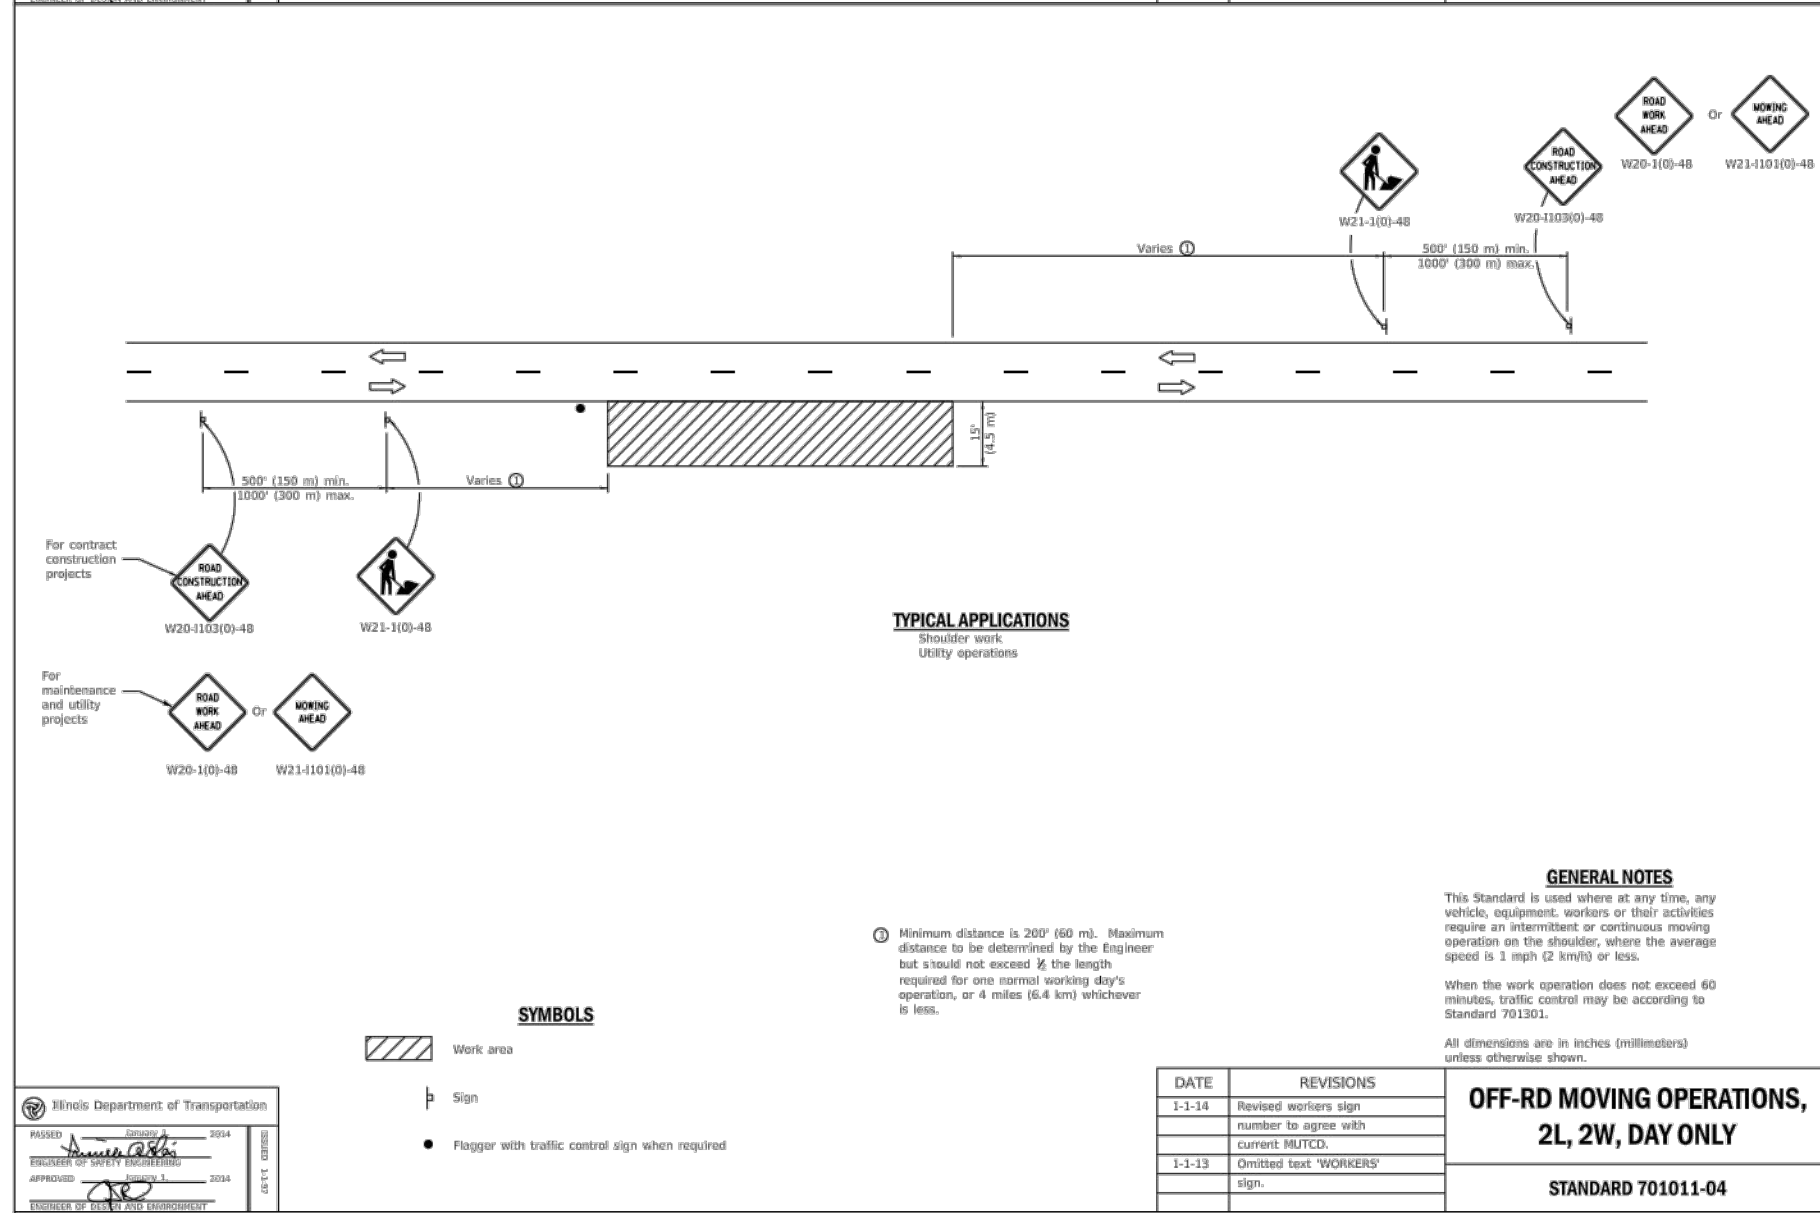 ROAD
WORK
AHEAD
Or
MOWING
AHEAD
W20-1(0)-48
W21-I101(0)-48
ROAD
CONSTRUCTION
AHEAD
W21-1(0)-48
W20-I103(0)-48
Varies ①
500' (150 m) min.
1000' (300 m) max.
15'
(4.5 m)
500' (150 m) min.
1000' (300 m) max.
Varies ①
For contract
construction
projects
ROAD
CONSTRUCTION
AHEAD
W20-I103(0)-48
W21-1(0)-48
TYPICAL APPLICATIONS
Shoulder work
Utility operations
For
maintenance
and utility
projects
ROAD
WORK
AHEAD
Or
MOWING
AHEAD
W20-1(0)-48
W21-I101(0)-48
GENERAL NOTES
This Standard is used where at any time, any
vehicle, equipment, workers or their activities
require an intermittent or continuous moving
operation on the shoulder, where the average
speed is 1 mph (2 km/h) or less.
When the work operation does not exceed 60
minutes, traffic control may be according to
Standard 701301.
All dimensions are in inches (millimeters)
unless otherwise shown.
① Minimum distance is 200' (60 m). Maximum
distance to be determined by the Engineer
but should not exceed ½ the length
required for one normal working day's
operation, or 4 miles (6.4 km) whichever
is less.
SYMBOLS
Work area
Sign
Flagger with traffic control sign when required
Illinois Department of Transportation
PASSED January 1, 2014
ENGINEER OF SAFETY ENGINEERING
APPROVED January 1, 2014
ENGINEER OF DESIGN AND ENVIRONMENT
ISSUED 1-1-97
DATE REVISIONS
1-1-14 Revised workers sign
number to agree with
current MUTCD.
1-1-13 Omitted text 'WORKERS'
sign.
OFF-RD MOVING OPERATIONS,
2L, 2W, DAY ONLY
STANDARD 701011-04